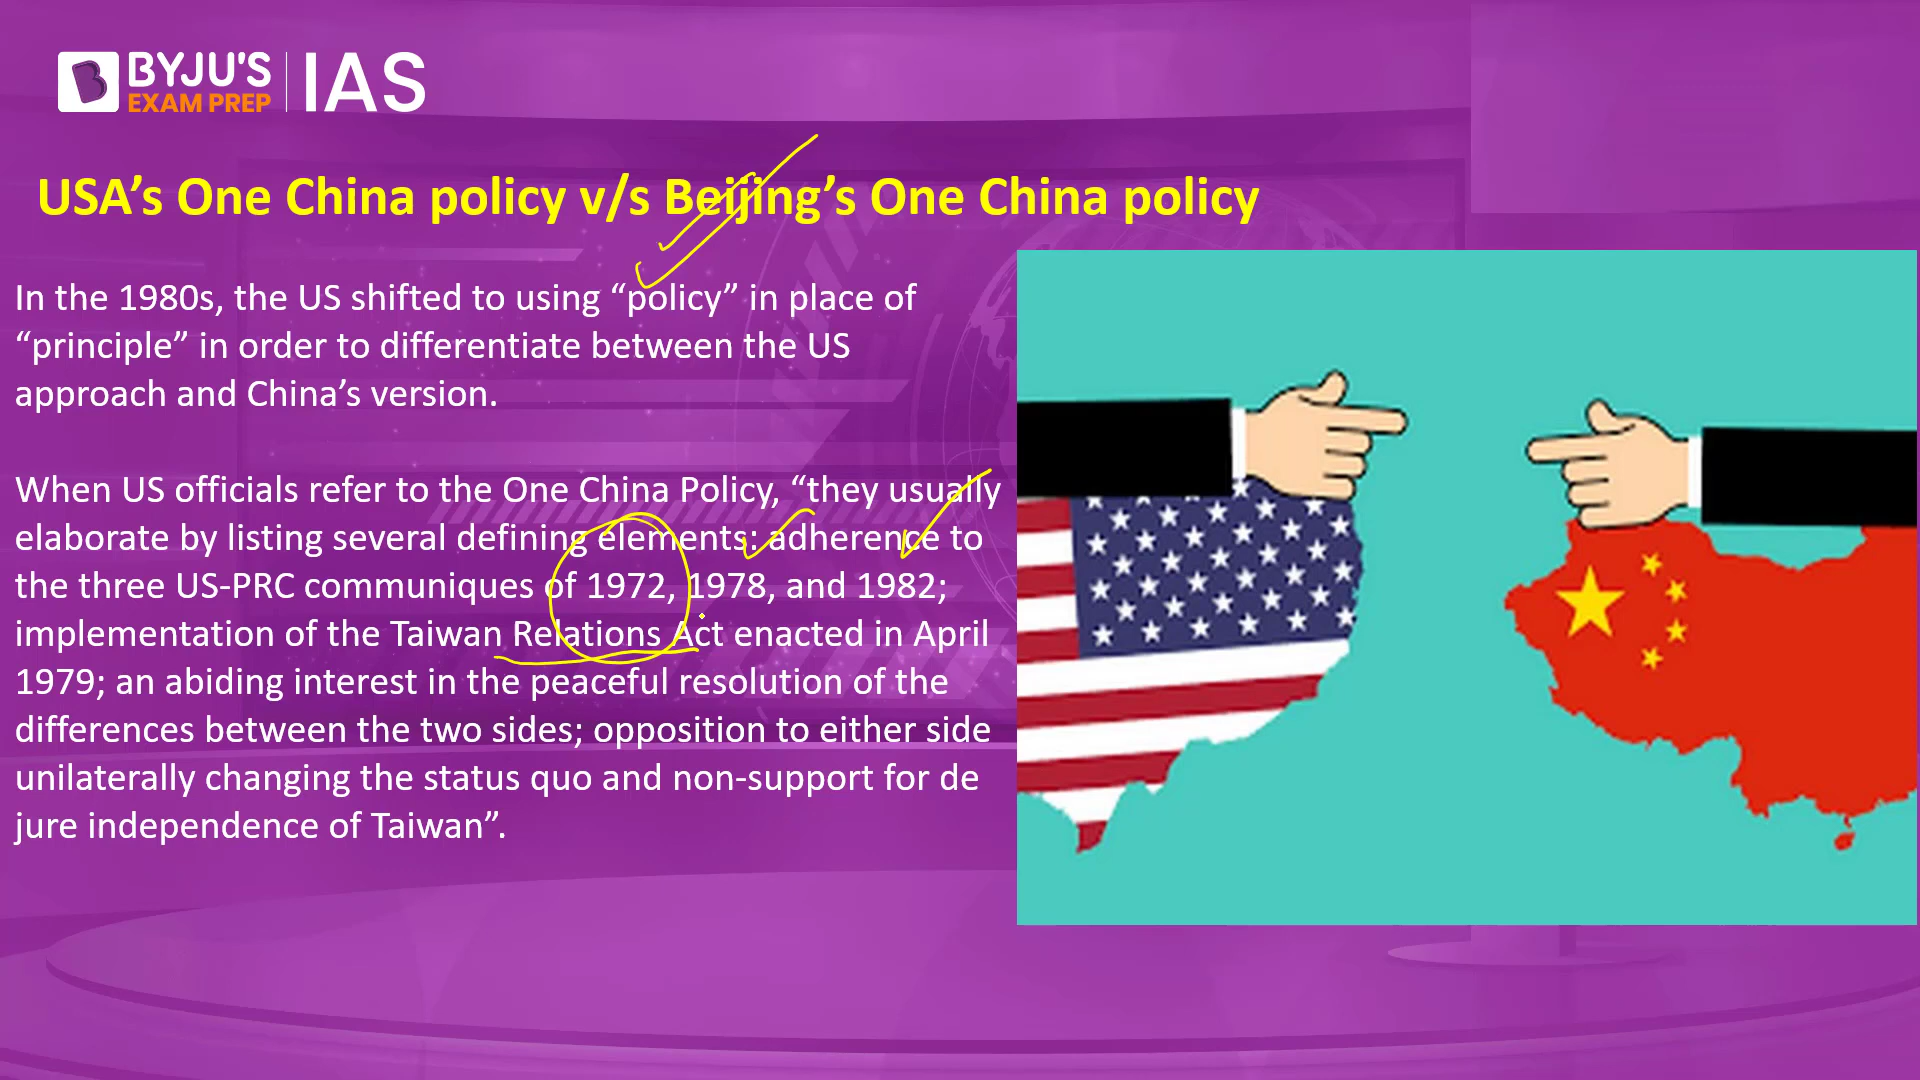 BYJU'S
EXAM PREP
IAS
USA’s One China policy v/s Beijing’s One China policy
In the 1980s, the US shifted to using “policy” in place of
“principle” in order to differentiate between the US
approach and China’s version.
When US officials refer to the One China Policy, “they usually
elaborate by listing several defining elements: adherence to
the three US-PRC communiques of 1972, 1978, and 1982;
implementation of the Taiwan Relations Act enacted in April
1979; an abiding interest in the peaceful resolution of the
differences between the two sides; opposition to either side
unilaterally changing the status quo and non-support for de
jure independence of Taiwan”.